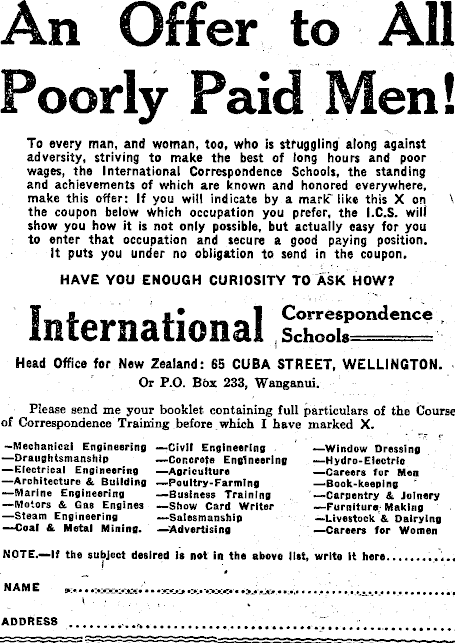 An Offer to All
Poorly Paid Men!
To every man, and woman, too, who is struggling along against
adversity, striving to make the best of long hours and poor
wages, the International Correspondence Schools, the standing
and achievements of which are known and honored everywhere,
make this offer: If you will indicate by a mark like this X on
the coupon below which occupation you prefer, the I.C.S. will
show you how it is not only possible, but actually easy for you
to enter that occupation and secure a good paying position.
It puts you under no obligation to send in the coupon.
HAVE YOU ENOUGH CURIOSITY TO ASK HOW?
International Correspondence
Schools
Head Office for New Zealand: 65 CUBA STREET, WELLINGTON.
Or P.O. Box 233, Wanganui.
Please send me your booklet containing full particulars of the Course
of Correspondence Training before which I have marked X.
—Mechanical Engineering
—Draughtsmanship
—Electrical Engineering
—Architecture & Building
—Marine Engineering
—Motors & Gas Engines
—Steam Engineering
—Coal & Metal Mining.
—Civil Engineering
—Concrete Engineering
—Agriculture
—Poultry-Farming
—Business Training
—Show Card Writer
—Salesmanship
—Advertising
—Window Dressing
—Hydro-Electric
—Careers for Men
—Book-keeping
—Carpentry & Joinery
—Furniture Making
—Livestock & Dairying
—Careers for Women
NOTE.—If the subject desired is not in the above list, write it here............
NAME ............
ADDRESS ............